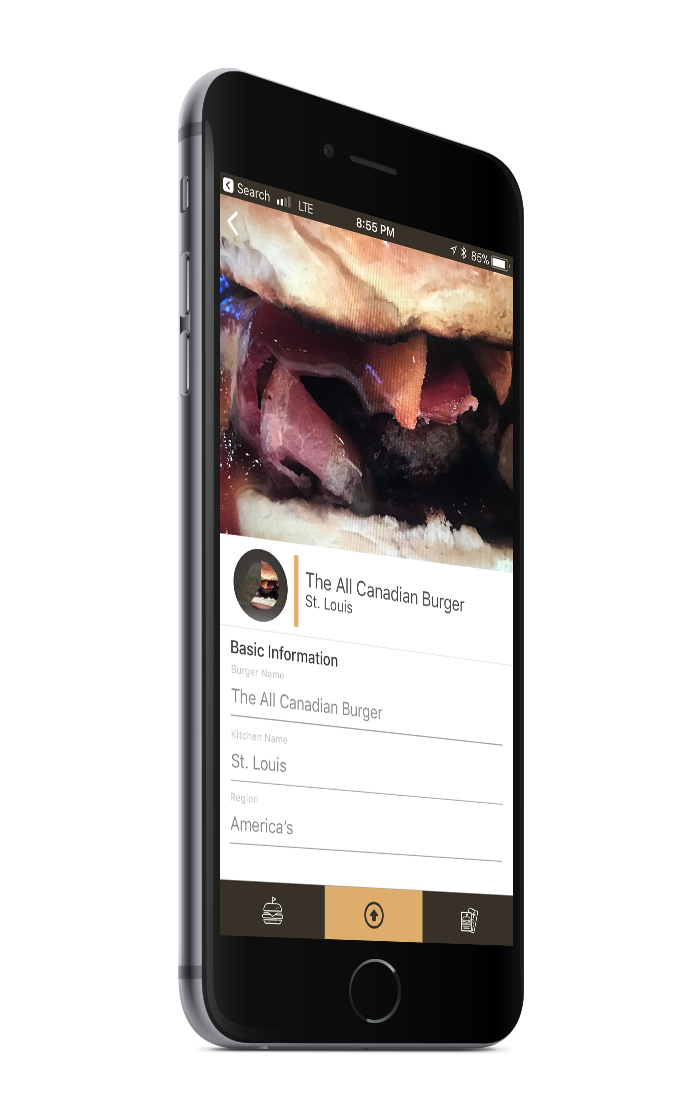 Search LTE 8:55 PM 85%
The All Canadian Burger
St. Louis
Basic Information
Burger Name
The All Canadian Burger
Kitchen Name
St. Louis
Region
America's